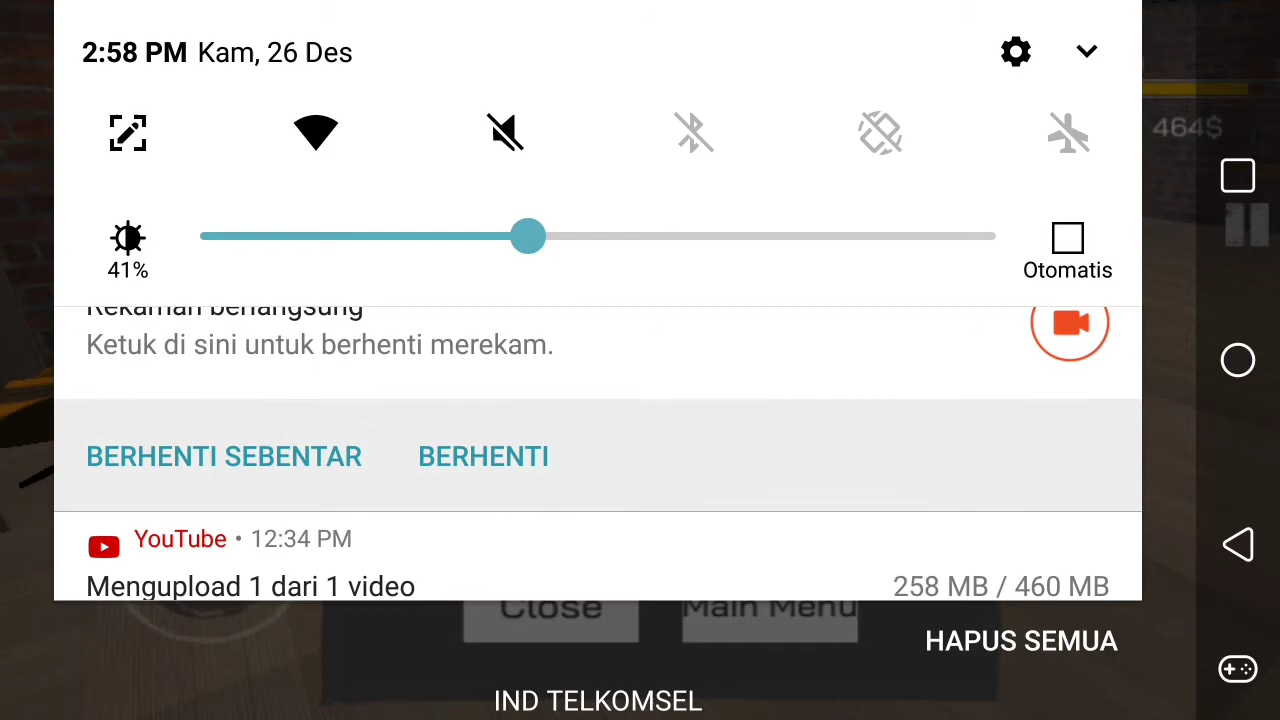 2:58 PM Kam, 26 Des
464$
41%
Otomatis
Rekaman berlangsung
Ketuk di sini untuk berhenti merekam.
BERHENTI SEBENTAR BERHENTI
YouTube • 12:34 PM
Mengupload 1 dari 1 video 258 MB / 460 MB
Close Main Menu
HAPUS SEMUA
IND TELKOMSEL